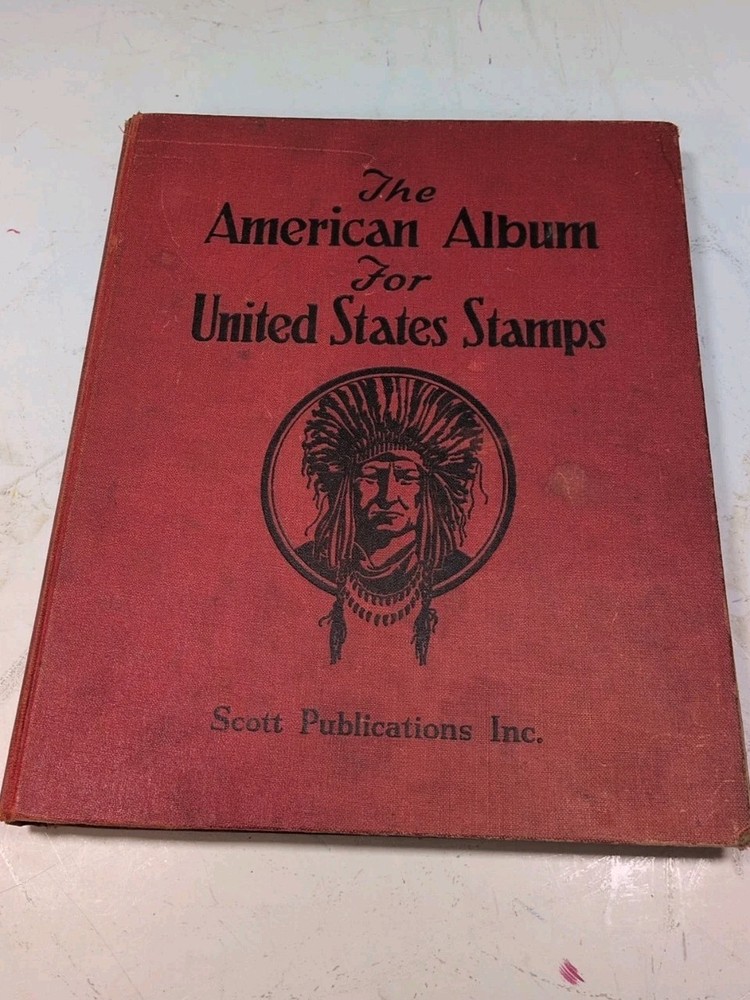 The
American Album
For
United States Stamps
Scott Publications Inc.